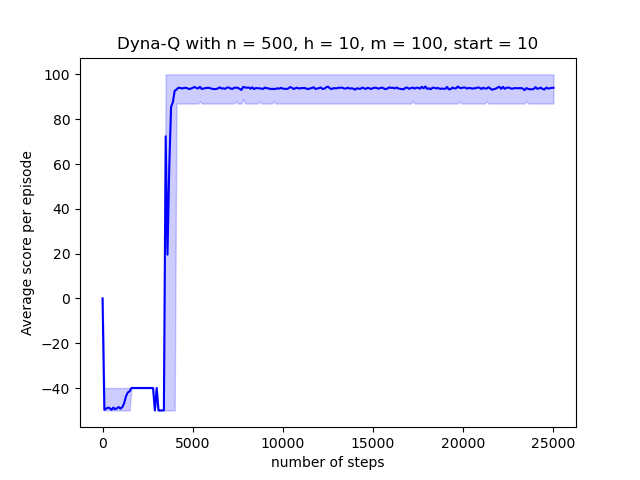 Dyna-Q with n = 500, h = 10, m = 100, start = 10
100
80
60
40
20
0
−20
−40
Average score per episode
0 5000 10000 15000 20000 25000
number of steps